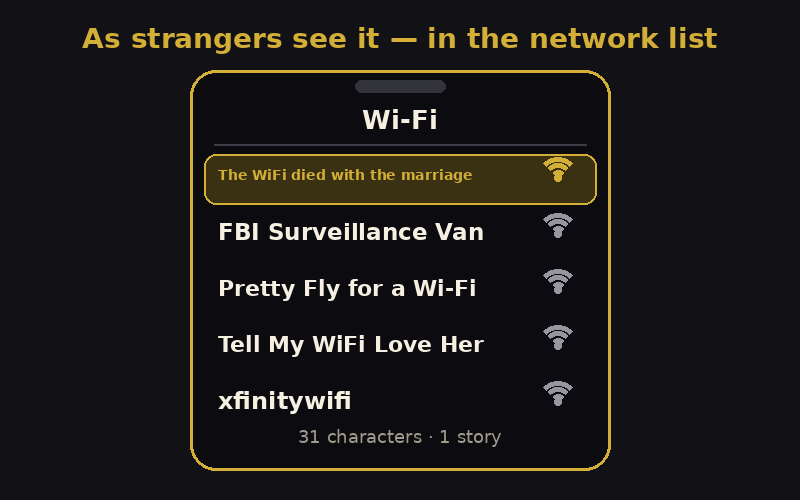 As strangers see it — in the network list
Wi-Fi
The WiFi died with the marriage
FBI Surveillance Van
Pretty Fly for a Wi-Fi
Tell My WiFi Love Her
xfinitywifi
31 characters · 1 story